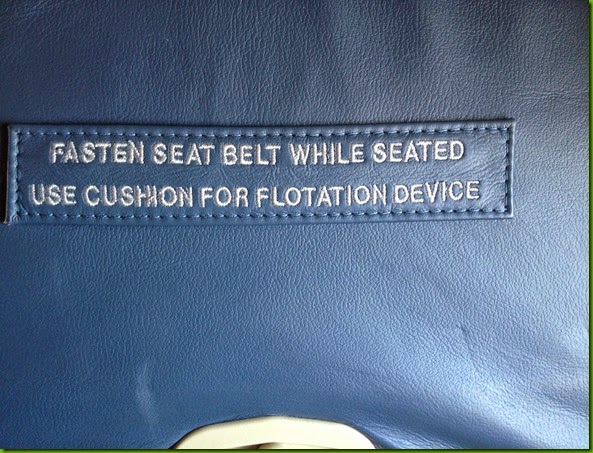 FASTEN SEAT BELT WHILE SEATED
USE CUSHION FOR FLOTATION DEVICE